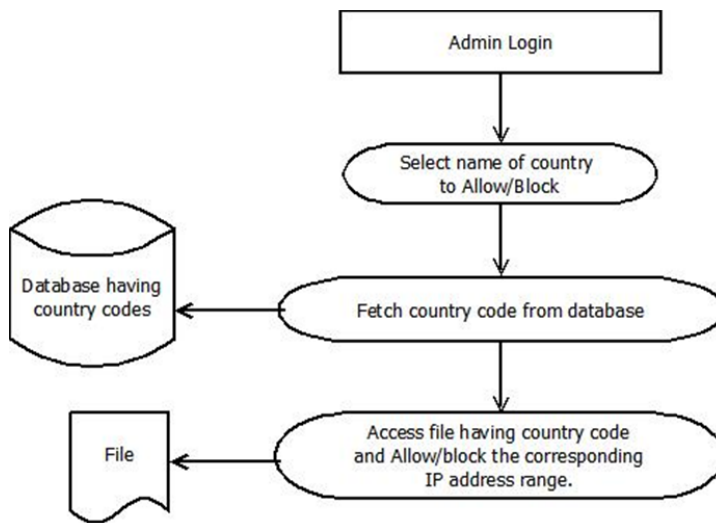 Admin Login
Select name of country
to Allow/Block
Database having
country codes
Fetch country code from database
File
Access file having country code
and Allow/block the corresponding
IP address range.